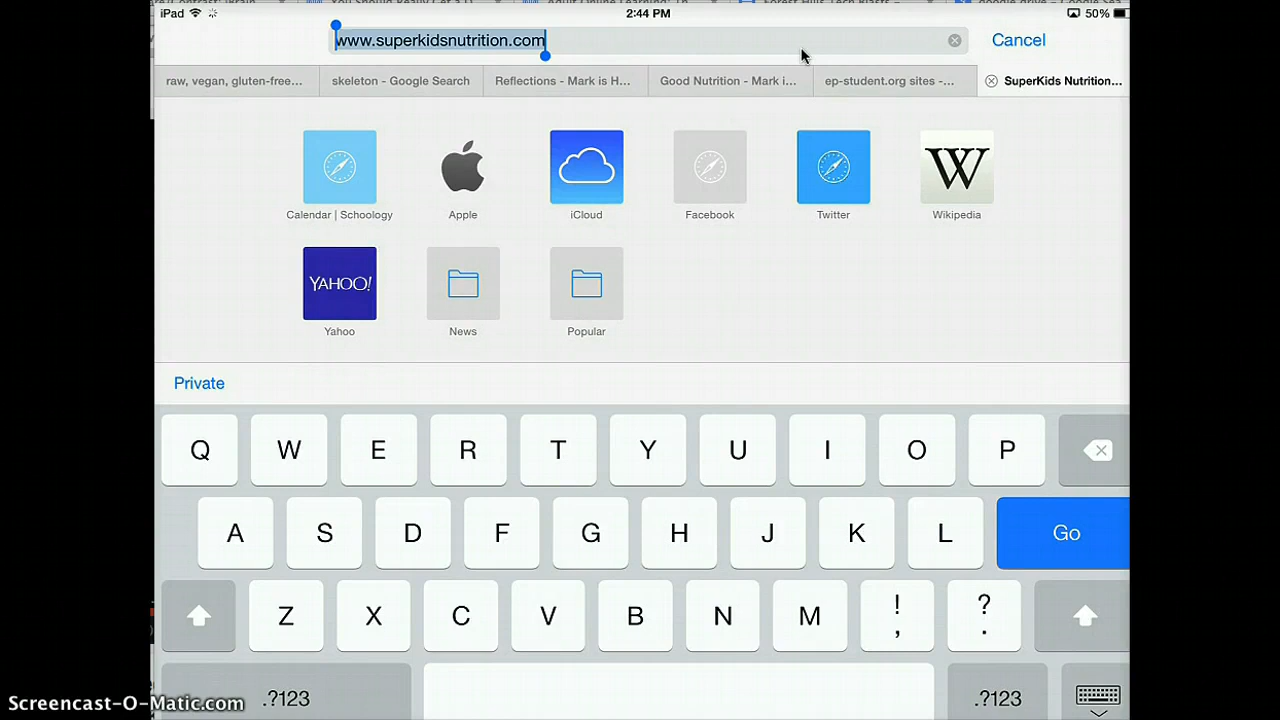 iPad 2:44 PM 50%
www.superkidsnutrition.com Cancel
raw, vegan, gluten-free... skeleton - Google Search Reflections - Mark is H... Good Nutrition - Mark i... ep-student.org sites -... SuperKids Nutrition...
Calendar | Schoology Apple iCloud Facebook Twitter W Wikipedia
YAHOO!
Yahoo News Popular
Private
Q W E R T Y U I O P
A S D F G H J K L Go
Z X C V B N M ! , ? .
.?123 .?123
Screencast-O-Matic.com